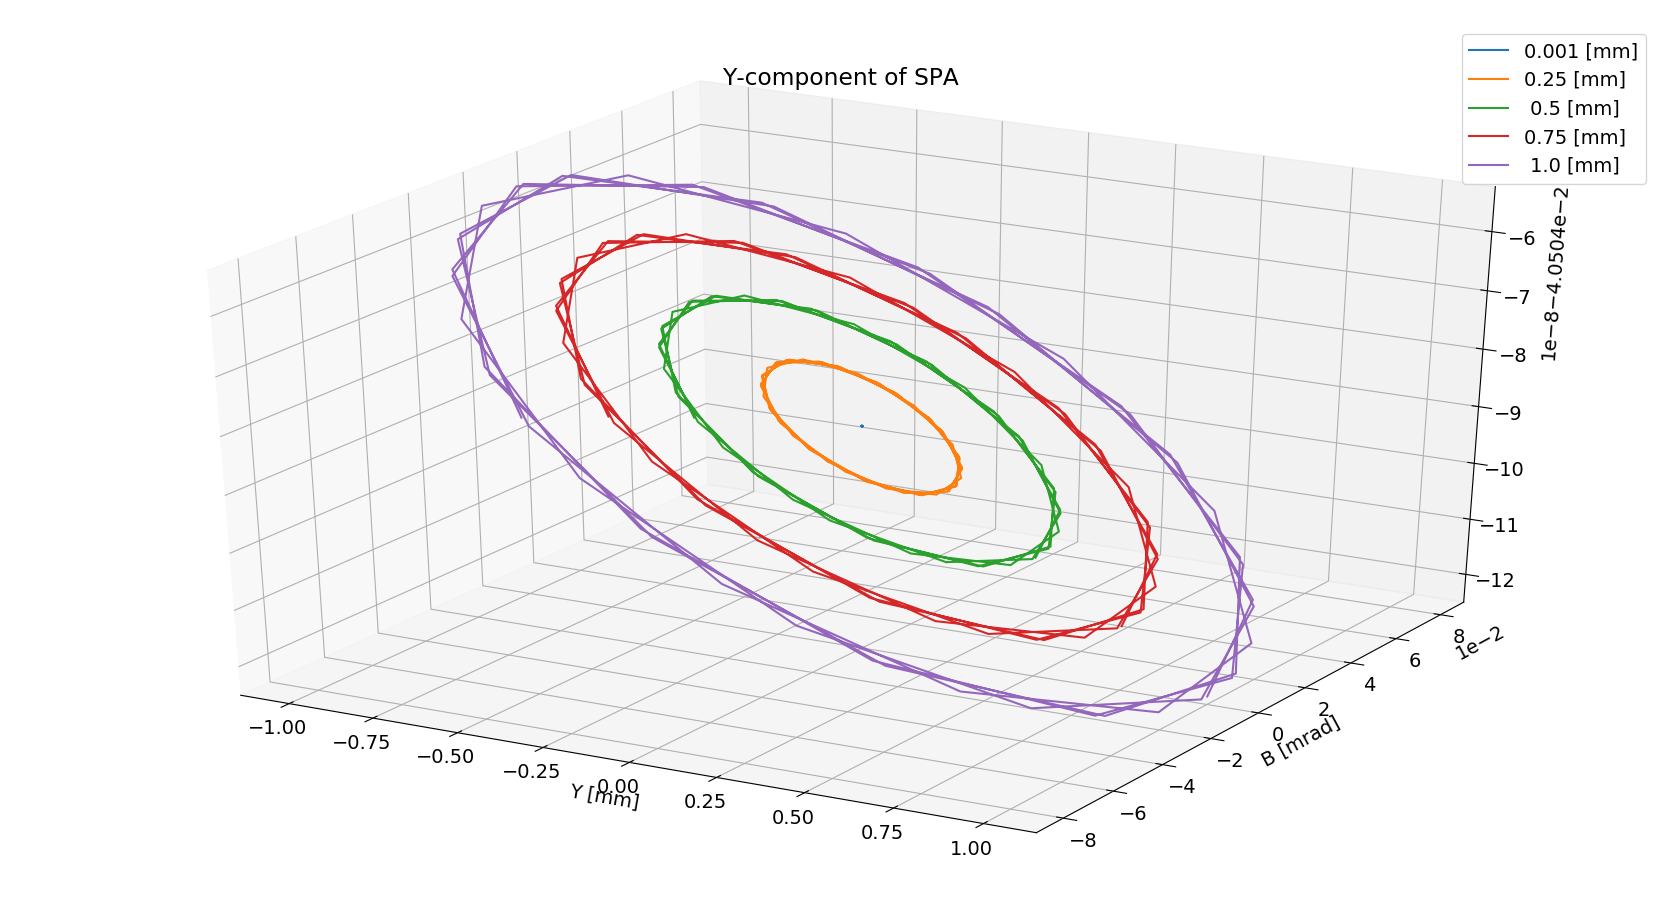 Y-component of SPA
0.001 [mm]
0.25 [mm]
0.5 [mm]
0.75 [mm]
1.0 [mm]
1e−8−4.0504e−2
−6
−7
−8
−9
−10
−11
−12
8
1e−2
6
4
2
0
B [mrad]
−2
−4
−6
−8
−1.00
−0.75
−0.50
−0.25
0.00
Y [mm]
0.25
0.50
0.75
1.00